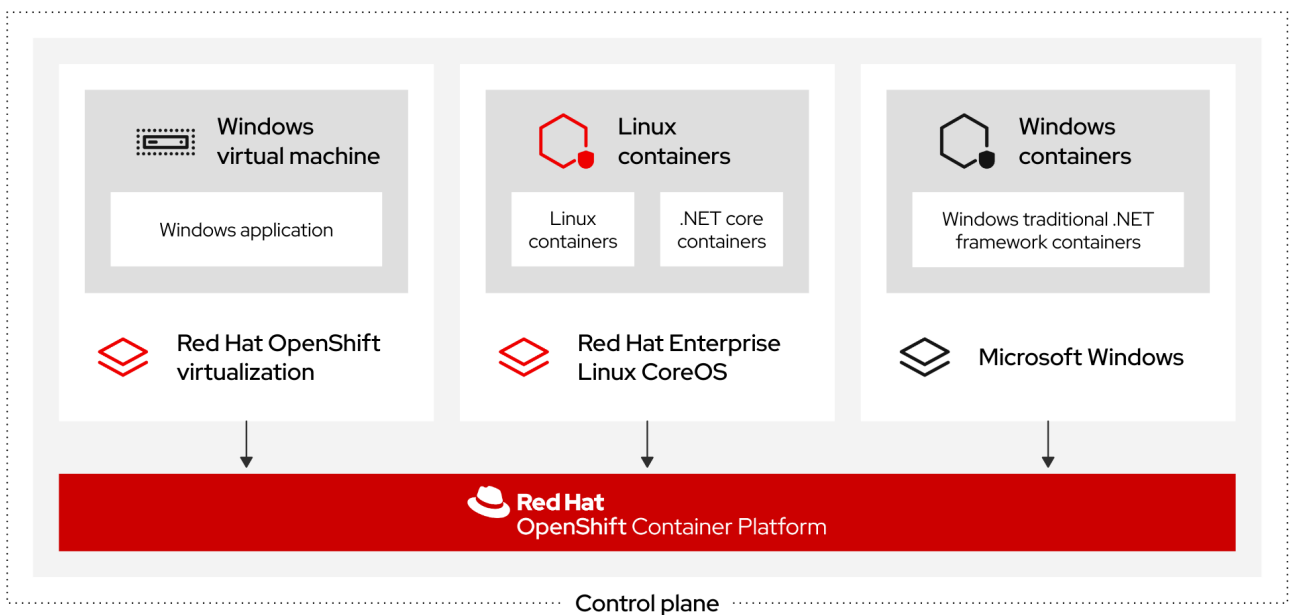 Windows
virtual machine
Windows application
Red Hat OpenShift
virtualization
Linux
containers
Linux
containers
.NET core
containers
Red Hat Enterprise
Linux CoreOS
Windows
containers
Windows traditional .NET
framework containers
Microsoft Windows
Red Hat
OpenShift Container Platform
Control plane